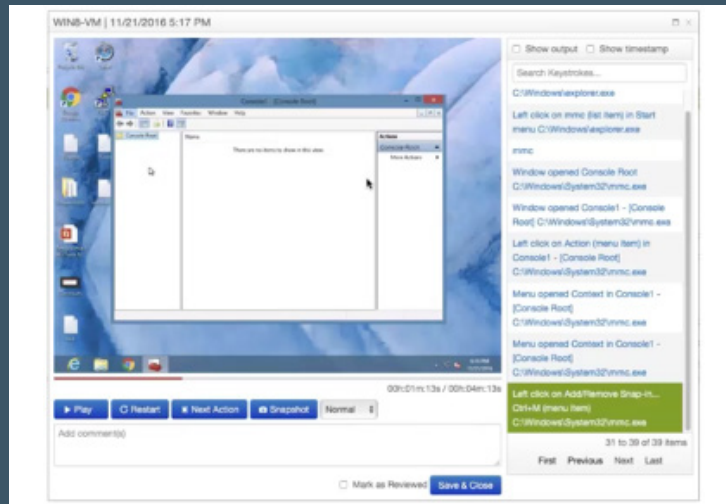 WIN8-VM | 11/21/2016 5:17 PM
Console1 - [Console Root]
File Action View Favorites Window Help
Console Root
Name
There are no items to show in this view.
Actions
Console Root
More Actions
00h:01m:13s / 00h:04m:13s
Play
Restart
Next Action
Snapshot
Normal
Add comment(s)
Mark as Reviewed
Save & Close
Show output
Show timestamp
Search Keystrokes...
C:\Windows\explorer.exe
Left click on mmc (list item) in Start
menu C:\Windows\explorer.exe
mmc
Window opened Console Root
C:\Windows\System32\mmc.exe
Window opened Console1 - [Console
Root] C:\Windows\System32\mmc.exe
Left click on Action (menu item) in
Console1 - [Console Root]
C:\Windows\System32\mmc.exe
Menu opened Context in Console1 -
[Console Root]
C:\Windows\System32\mmc.exe
Menu opened Context in Console1 -
[Console Root]
C:\Windows\System32\mmc.exe
Left click on Add/Remove Snap-in...
Ctrl+M (menu item)
C:\Windows\System32\mmc.exe
31 to 39 of 39 items
First Previous Next Last